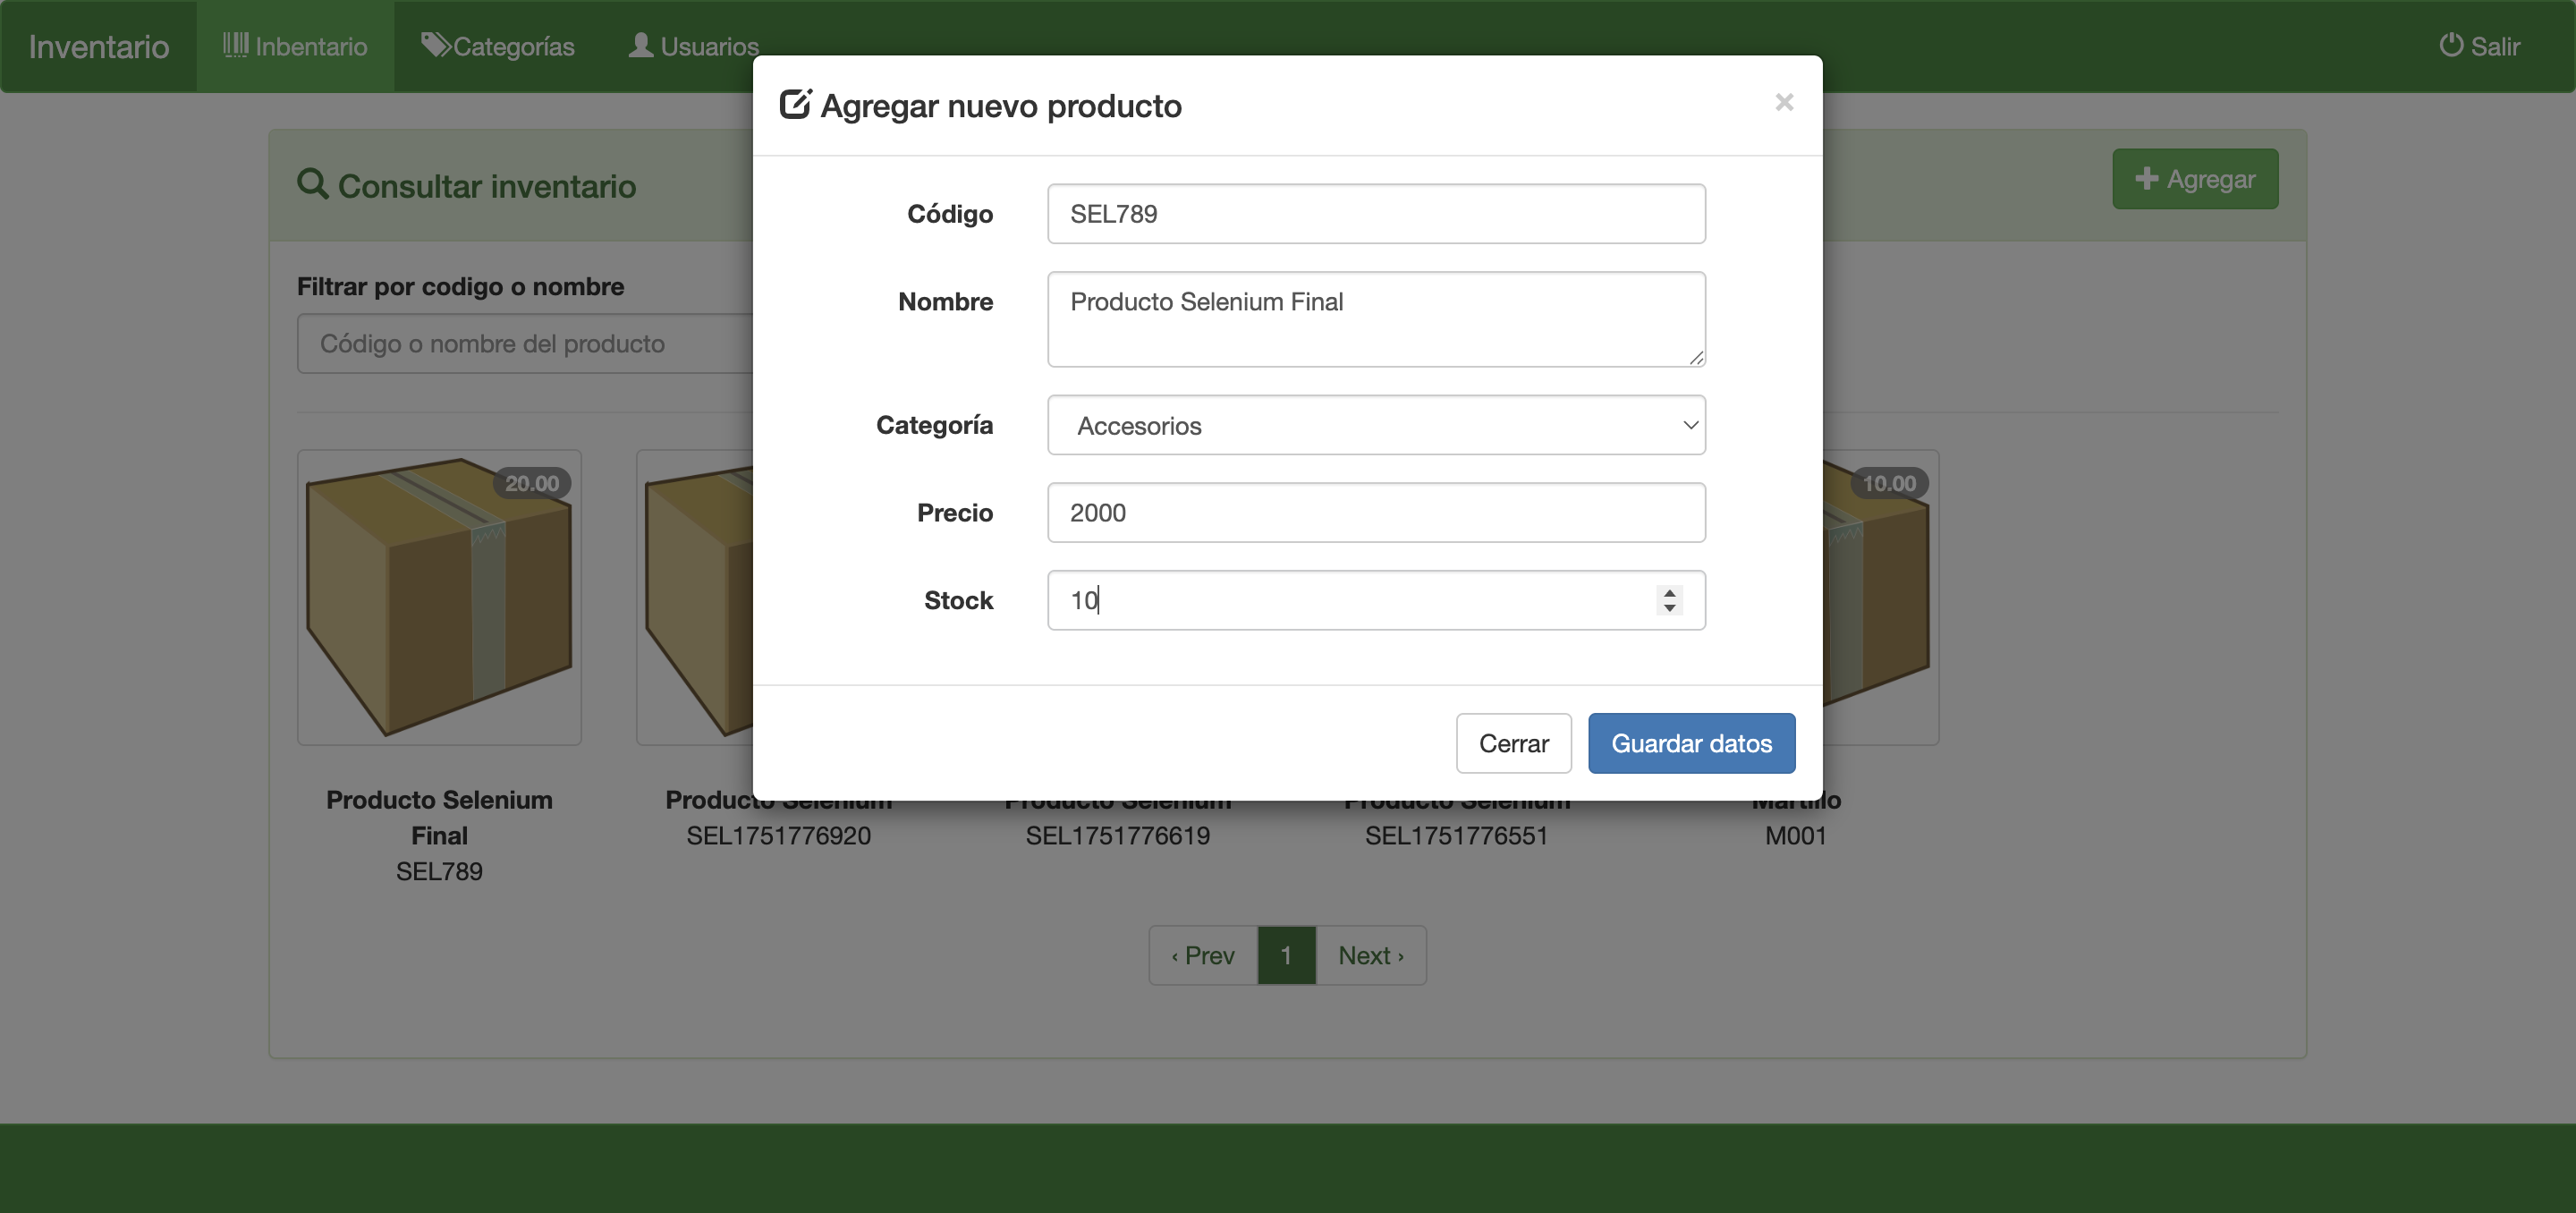 Inventario
Inbentario
Categorías
Usuarios
Salir
Agregar nuevo producto
×
Consultar inventario
Agregar
Código
SEL789
Filtrar por codigo o nombre
Código o nombre del producto
Nombre
Producto Selenium Final
Categoría
Accesorios
Precio
2000
Stock
10
Cerrar
Guardar datos
20.00
10.00
Producto Selenium
Final
SEL789
Producto Selenium
SEL1751776920
Producto Selenium
SEL1751776619
Producto Selenium
SEL1751776551
Martillo
M001
‹ Prev
1
Next ›